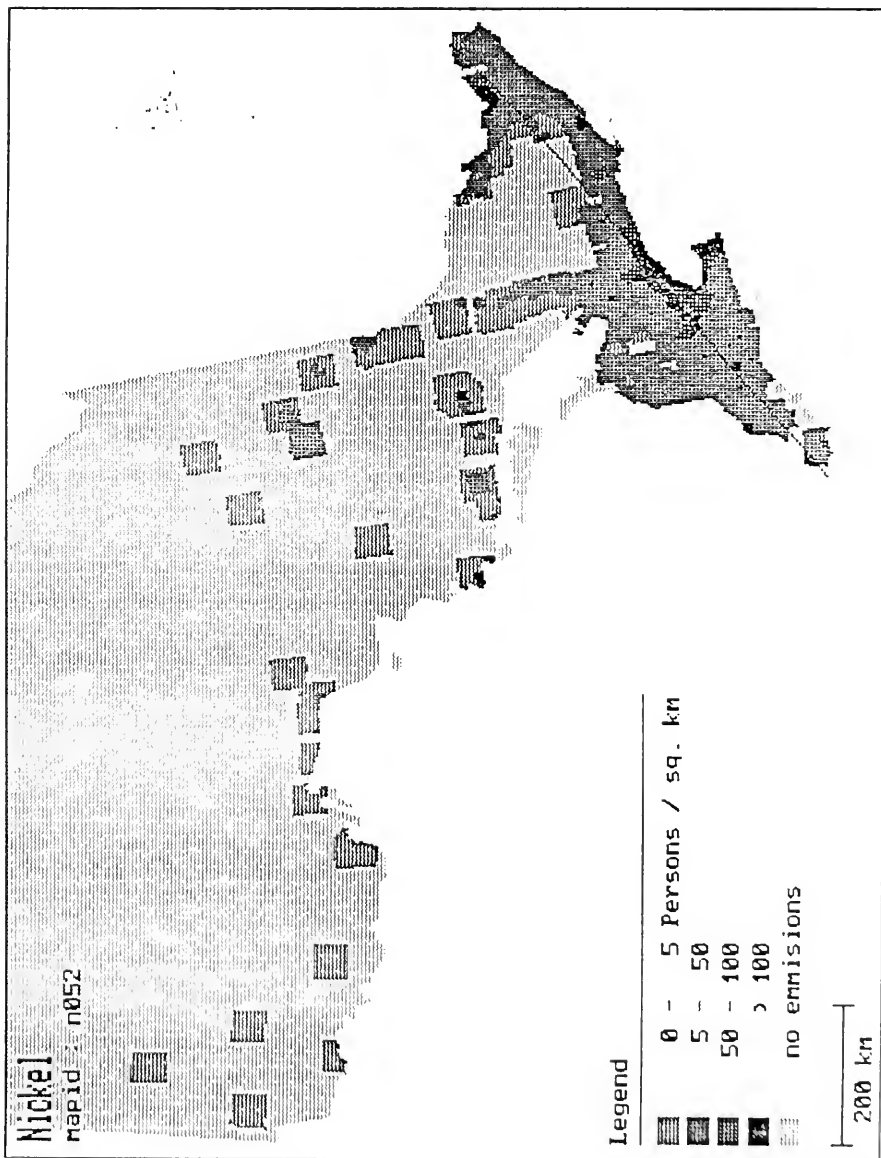 Nickel
mapid : n052
Legend
0 - 5 Persons / sq. km
5 - 50
50 - 100
> 100
no emmisions
200 km